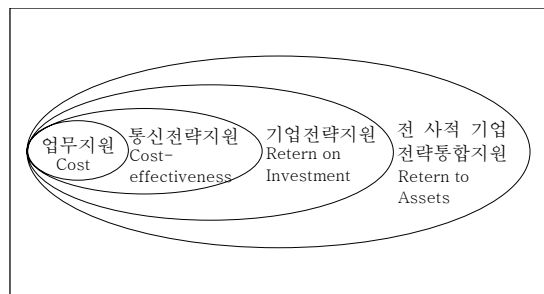 업무지원
Cost
통신전략지원
Cost-
effectiveness
기업전략지원
Retern on
Investment
전 사적 기업
전략통합지원
Retern to
Assets